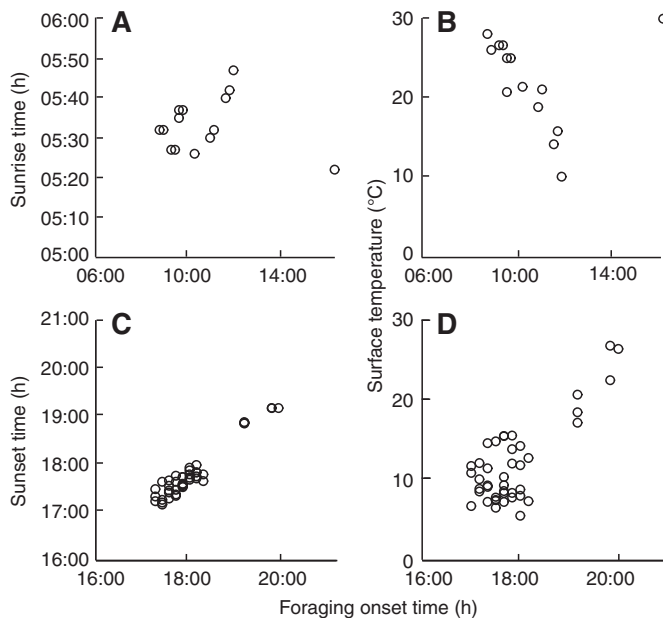 A
Sunrise time (h)
06:00
05:50
05:40
05:30
05:20
05:10
05:00
06:00 10:00 14:00
B
Surface temperature (°C)
30
20
10
0
06:00 10:00 14:00
C
Sunset time (h)
21:00
20:00
19:00
18:00
17:00
16:00
16:00 18:00 20:00
D
30
20
10
0
16:00 18:00 20:00
Foraging onset time (h)